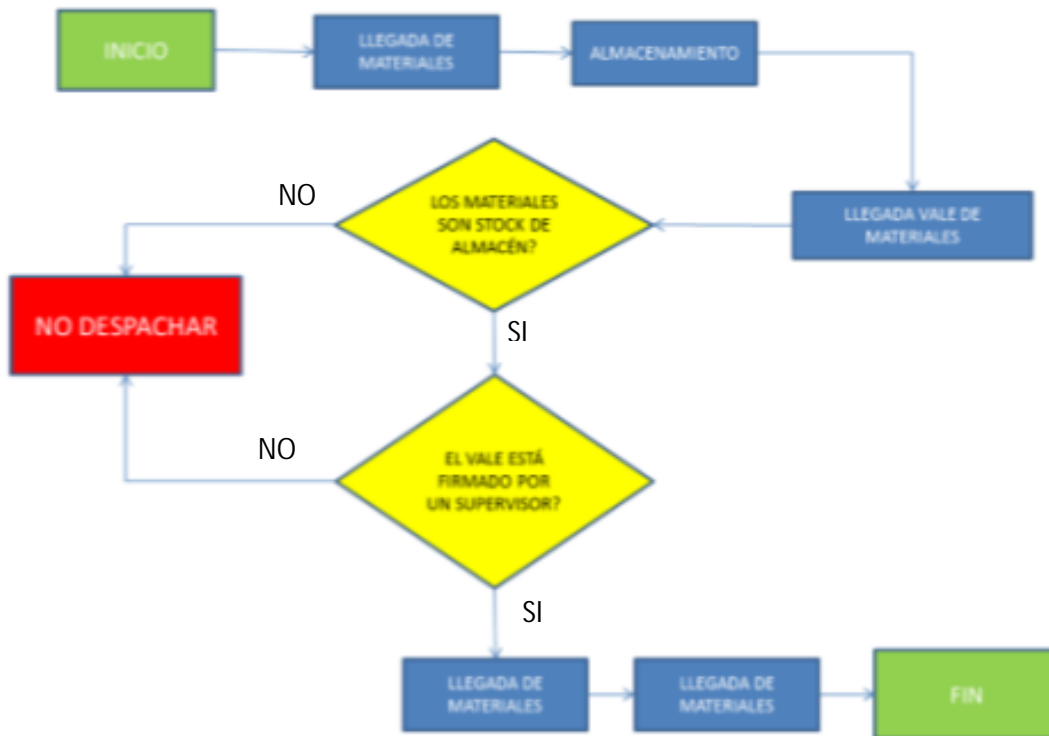 INICIO
LLEGADA DE
MATERIALES
ALMACENAMIENTO
LLEGADA VALE DE
MATERIALES
LOS MATERIALES
SON STOCK DE
ALMACÉN?
NO
NO DESPACHAR
SI
EL VALE ESTÁ
FIRMADO POR
UN SUPERVISOR?
NO
SI
LLEGADA DE
MATERIALES
LLEGADA DE
MATERIALES
FIN